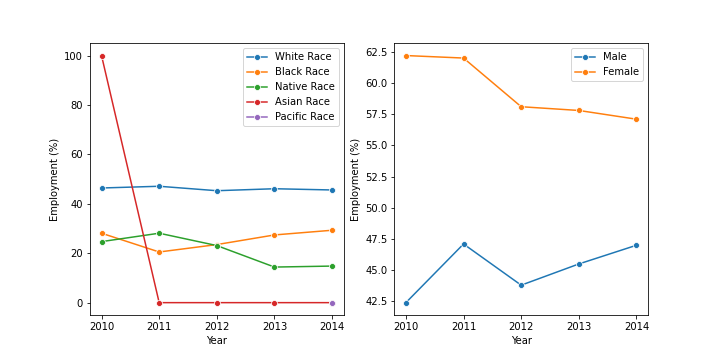 100
80
60
40
20
0
Employment (%)
2010 2011 2012 2013 2014
Year
White Race
Black Race
Native Race
Asian Race
Pacific Race
62.5
60.0
57.5
55.0
52.5
50.0
47.5
45.0
42.5
Employment (%)
2010 2011 2012 2013 2014
Year
Male
Female